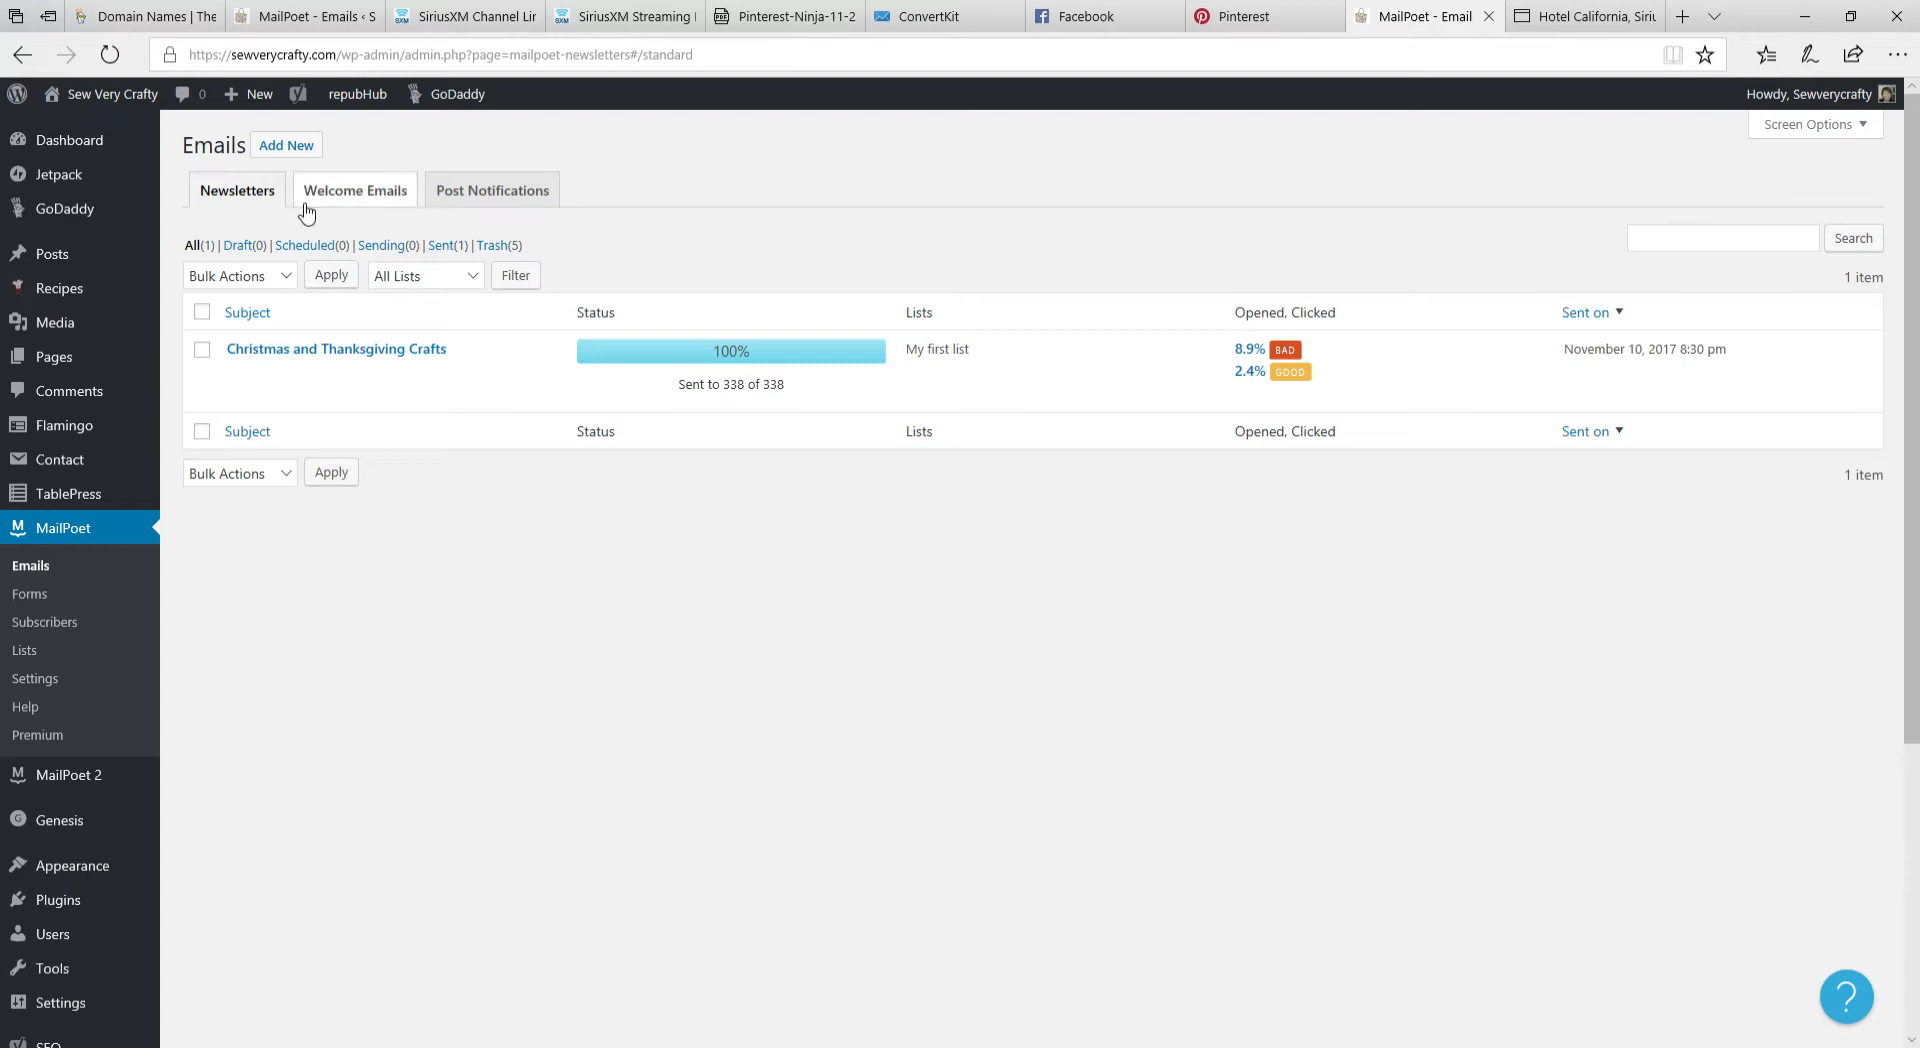 Domain Names | The
MailPoet - Emails ‹ S
SiriusXM Channel Lin
SiriusXM Streaming
Pinterest-Ninja-11-2
ConvertKit
Facebook
Pinterest
MailPoet - Email
Hotel California, Siriu
https://sewverycrafty.com/wp-admin/admin.php?page=mailpoet-newsletters#/standard
Sew Very Crafty 0 New repubHub GoDaddy Howdy, Sewverycrafty
Screen Options
Dashboard
Jetpack
GoDaddy
Posts
Recipes
Media
Pages
Comments
Flamingo
Contact
TablePress
MailPoet
Emails
Forms
Subscribers
Lists
Settings
Help
Premium
MailPoet 2
Genesis
Appearance
Plugins
Users
Tools
Settings
SEO
Emails Add New
Newsletters Welcome Emails Post Notifications
All(1) | Draft(0) | Scheduled(0) | Sending(0) | Sent(1) | Trash(5)
Search
Bulk Actions Apply All Lists Filter
1 item
Subject Status Lists Opened, Clicked Sent on
Christmas and Thanksgiving Crafts 100% My first list 8.9% BAD November 10, 2017 8:30 pm
2.4% GOOD
Sent to 338 of 338
Subject Status Lists Opened, Clicked Sent on
Bulk Actions Apply
1 item
?